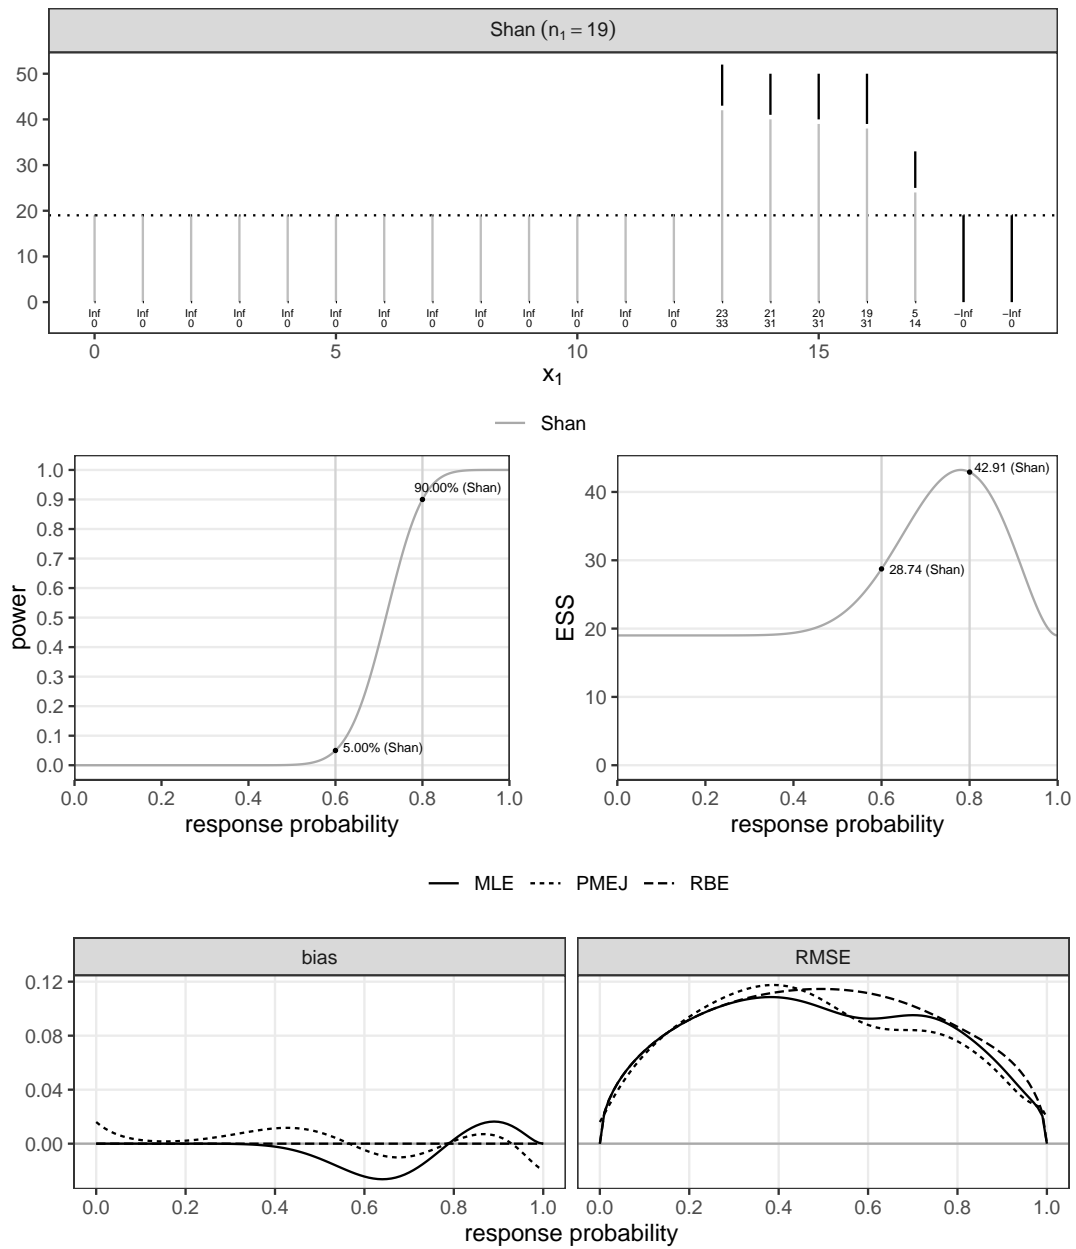 Shan (n₁ = 19)
50
40
30
20
10
0
Inf Inf Inf Inf Inf Inf Inf Inf Inf Inf Inf Inf Inf 23 21 20 19 5 −Inf −Inf
0 0 0 0 0 0 0 0 0 0 0 0 0 33 31 31 31 14 0 0
0 5 10 15
x₁
Shan
power
1.0
0.9
0.8
0.7
0.6
0.5
0.4
0.3
0.2
0.1
0.0
90.00% (Shan)
5.00% (Shan)
0.0 0.2 0.4 0.6 0.8 1.0
response probability
ESS
40
30
20
10
0
42.91 (Shan)
28.74 (Shan)
0.0 0.2 0.4 0.6 0.8 1.0
response probability
MLE PMEJ RBE
bias RMSE
0.12
0.08
0.04
0.00
0.0 0.2 0.4 0.6 0.8 1.0 0.0 0.2 0.4 0.6 0.8 1.0
response probability